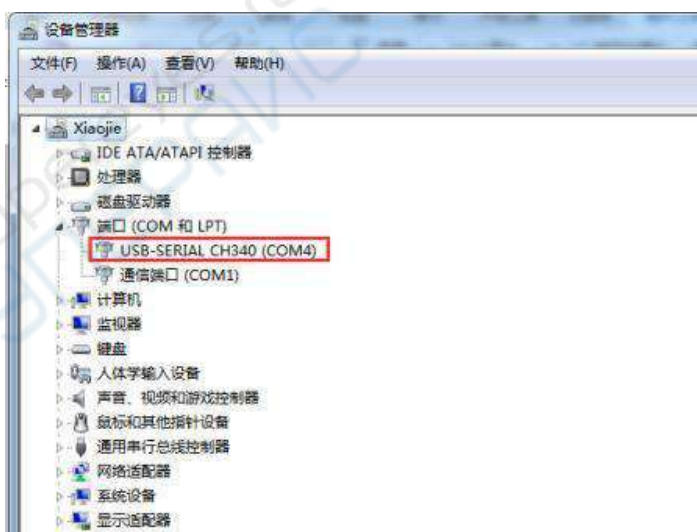 设备管理器
文件(F) 操作(A) 查看(V) 帮助(H)
Xiaojie
IDE ATA/ATAPI 控制器
处理器
磁盘驱动器
端口 (COM 和 LPT)
USB-SERIAL CH340 (COM4)
通信端口 (COM1)
计算机
监视器
键盘
人体学输入设备
声音、视频和游戏控制器
鼠标和其他指针设备
通用串行总线控制器
网络适配器
系统设备
显示适配器